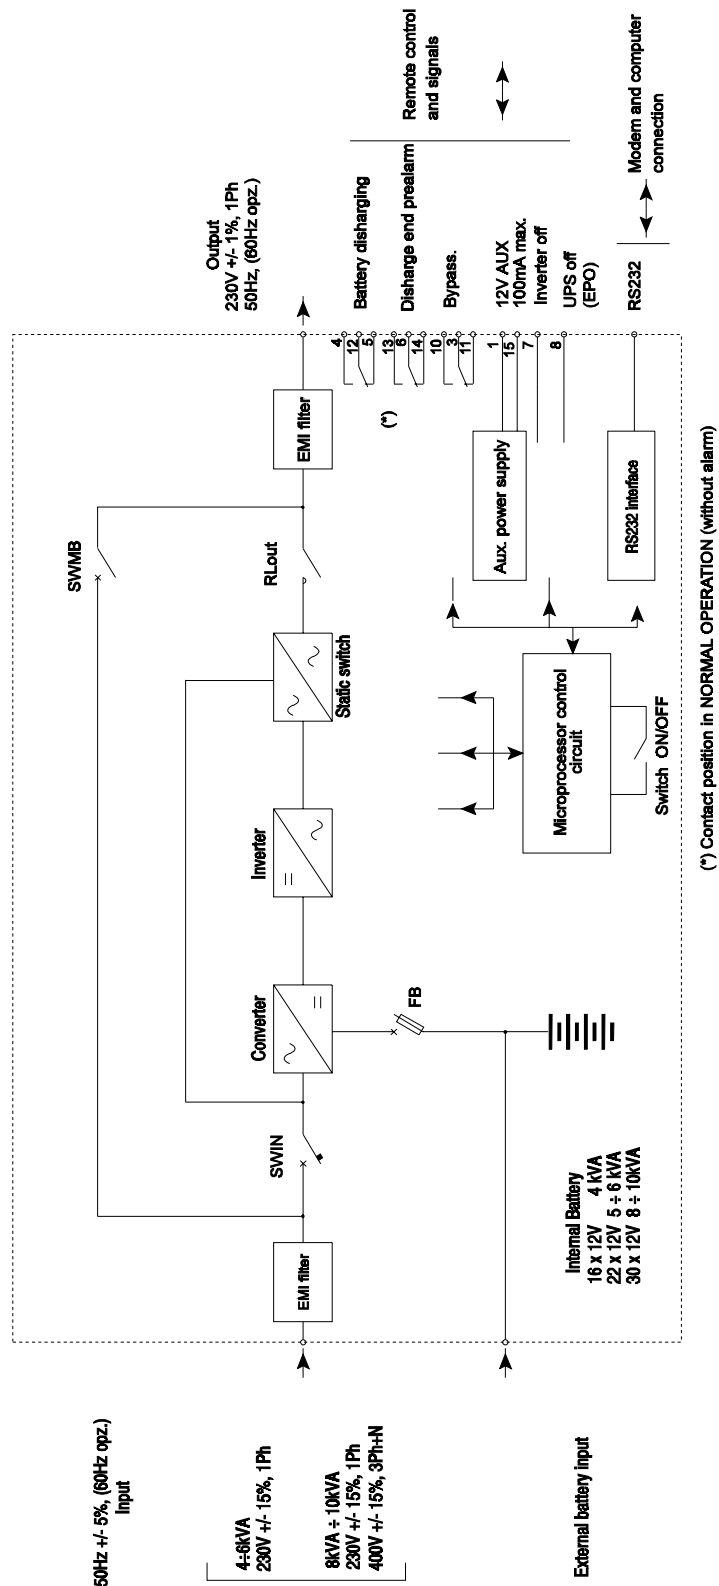 50Hz +/- 5%, (60Hz opz.)
Input
4÷6kVA
230V +/- 15%, 1Ph
8kVA ÷ 10kVA
230V +/- 15%, 1Ph
400V +/- 15%, 3Ph+N
External battery input
EMI filter
SWIN
SWMB
Converter
Inverter
Static switch
RLout
EMI filter
Output
230V +/- 1%, 1Ph
50Hz, (60Hz opz.)
FB
Internal Battery
16 x 12V 4 kVA
22 x 12V 5 ÷ 6 kVA
30 x 12V 8 ÷ 10kVA
Microprocessor control
circuit
Switch ON/OFF
Aux. power supply
RS232 interface
(*)
4
12
5
13
6
14
10
3
11
1
15
7
8
Battery disharging
Disharge end prealarm
Bypass.
12V AUX
100mA max.
Inverter off
UPS off
(EPO)
RS232
Remote control
and signals
Modem and computer
connection
(*) Contact position in NORMAL OPERATION (without alarm)